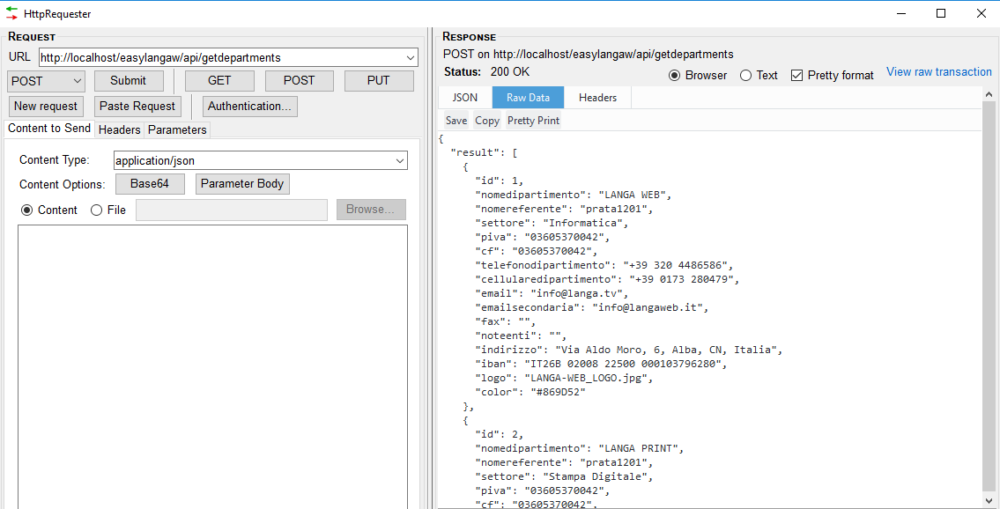 HttpRequester
REQUEST
URL http://localhost/easylangaw/api/getdepartments
POST Submit GET POST PUT
New request Paste Request Authentication...
Content to Send Headers Parameters
Content Type: application/json
Content Options: Base64 Parameter Body
Content File Browse...
RESPONSE
POST on http://localhost/easylangaw/api/getdepartments
Status: 200 OK Browser Text Pretty format View raw transaction
JSON Raw Data Headers
Save Copy Pretty Print
{
"result": [
{
"id": 1,
"nomedipartimento": "LANGA WEB",
"nomereferente": "prata1201",
"settore": "Informatica",
"piva": "03605370042",
"cf": "03605370042",
"telefonodipartimento": "+39 320 4486586",
"cellularedipartimento": "+39 0173 280479",
"email": "info@langa.tv",
"emailsecondaria": "info@langaweb.it",
"fax": "",
"noteenti": "",
"indirizzo": "Via Aldo Moro, 6, Alba, CN, Italia",
"iban": "IT26B 02008 22500 000103796280",
"logo": "LANGA-WEB_LOGO.jpg",
"color": "#869D52"
},
{
"id": 2,
"nomedipartimento": "LANGA PRINT",
"nomereferente": "prata1201",
"settore": "Stampa Digitale",
"piva": "03605370042",
"cf": "03605370042",